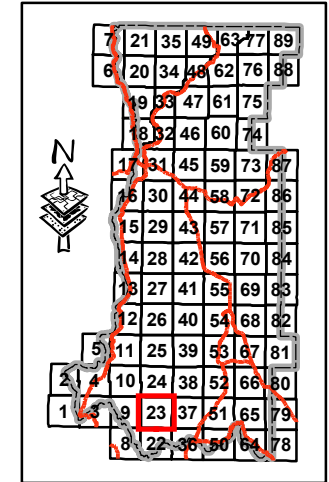 7 21 35 49 63 77 89
6 20 34 48 62 76 88
19 33 47 61 75
18 32 46 60 74
N
17 31 45 59 73 87
16 30 44 58 72 86
15 29 43 57 71 85
14 28 42 56 70 84
13 27 41 55 69 83
12 26 40 54 68 82
5 11 25 39 53 67 81
2 4 10 24 38 52 66 80
1 3 9 23 37 51 65 79
8 22 36 50 64 78